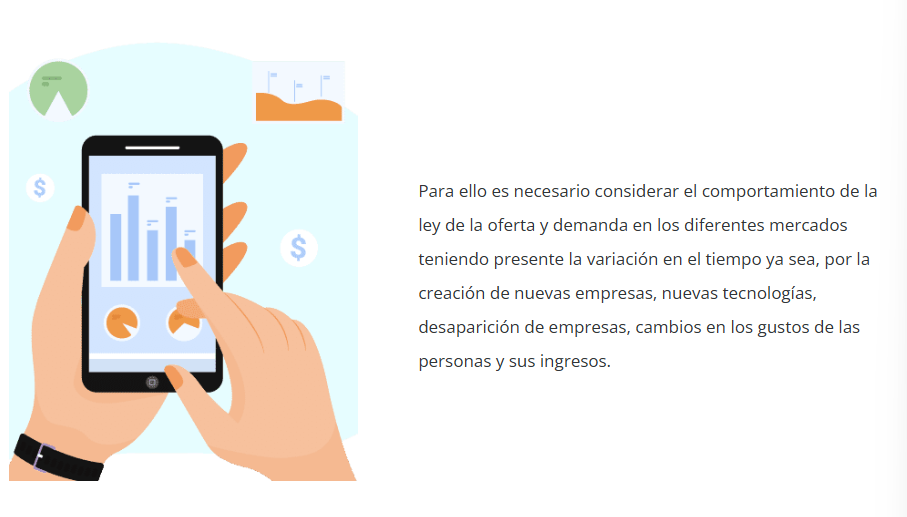 $
$
Para ello es necesario considerar el comportamiento de la
ley de la oferta y demanda en los diferentes mercados
teniendo presente la variación en el tiempo ya sea, por la
creación de nuevas empresas, nuevas tecnologías,
desaparición de empresas, cambios en los gustos de las
personas y sus ingresos.